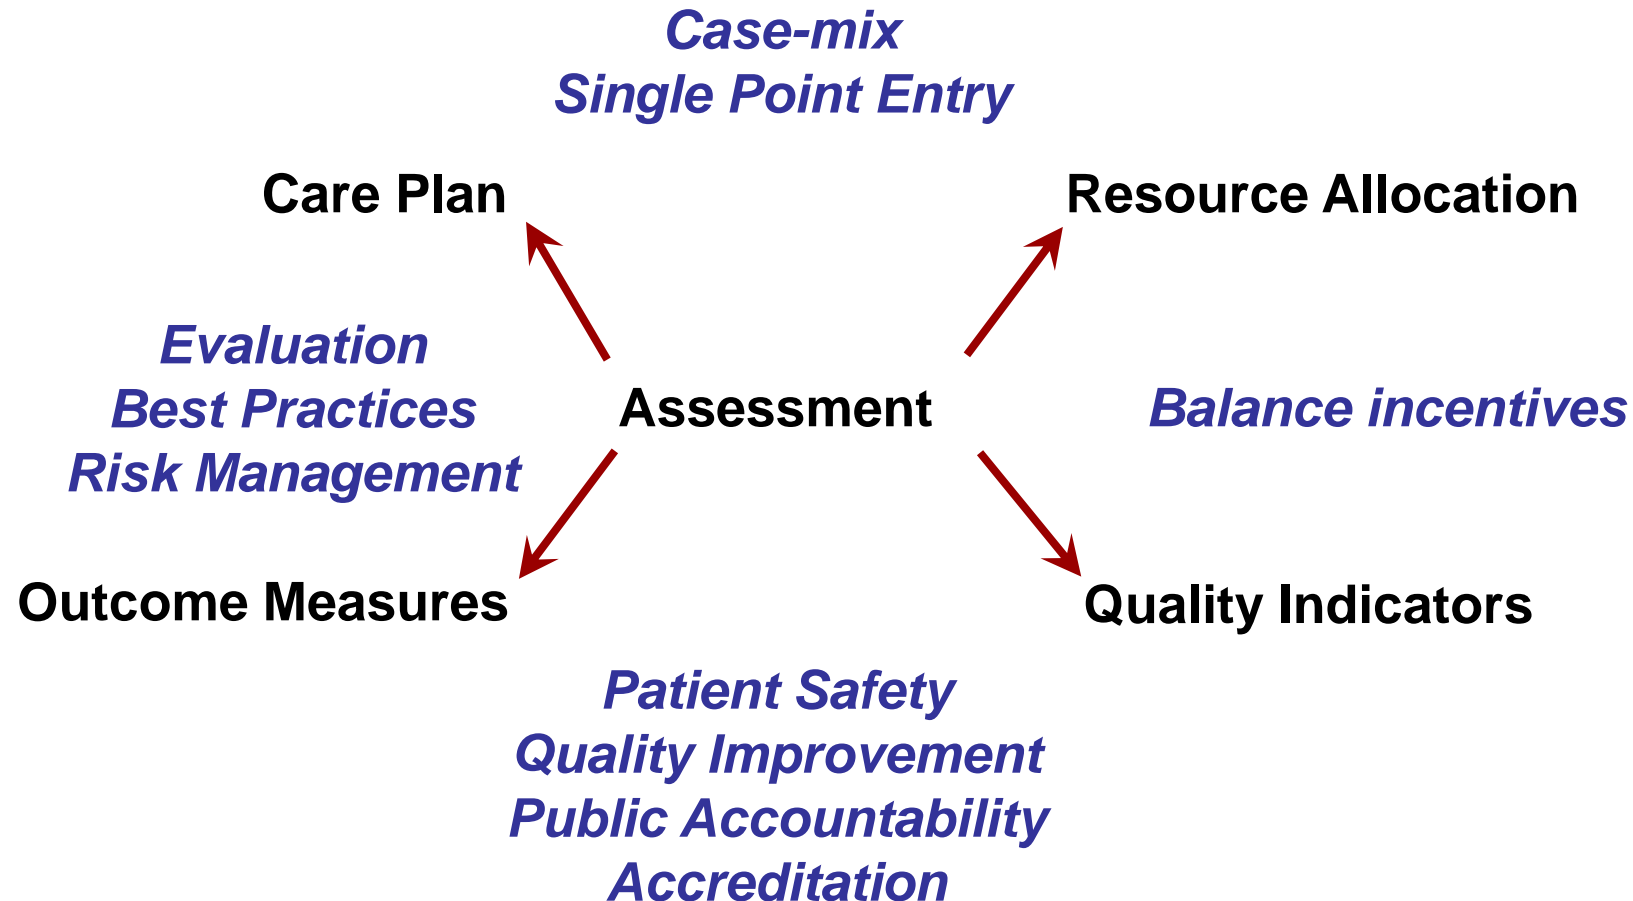 Case-mix
Single Point Entry
Care Plan
Resource Allocation
Evaluation
Best Practices
Risk Management
Assessment
Balance incentives
Outcome Measures
Quality Indicators
Patient Safety
Quality Improvement
Public Accountability
Accreditation